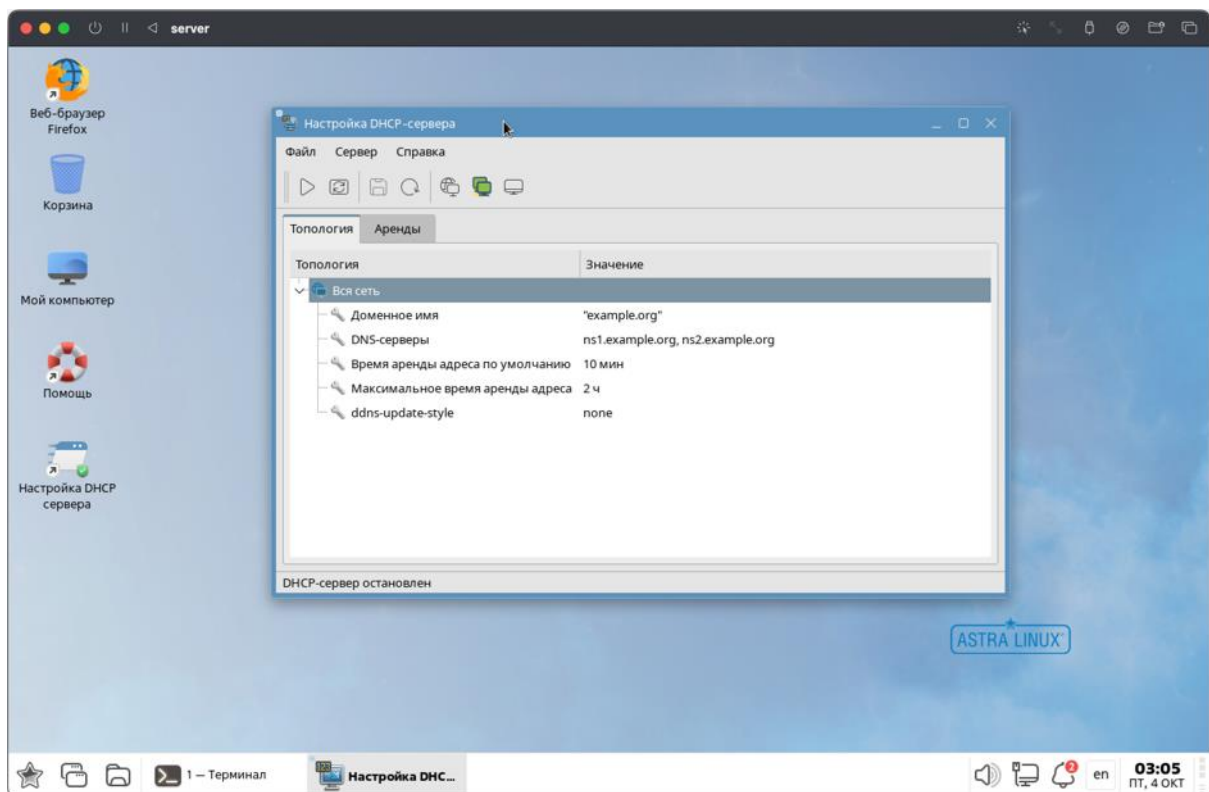 server
Веб-браузер
Firefox
Корзина
Мой компьютер
Помощь
Настройка DHCP
сервера
Настройка DHCP-сервера
Файл Сервер Справка
Топология Аренды
Топология Значение
Вся сеть
Доменное имя "example.org"
DNS-серверы ns1.example.org, ns2.example.org
Время аренды адреса по умолчанию 10 мин
Максимальное время аренды адреса 2 ч
ddns-update-style none
DHCP-сервер остановлен
ASTRA LINUX
1 — Терминал
Настройка DHC...
2
en
03:05
ПТ, 4 ОКТ